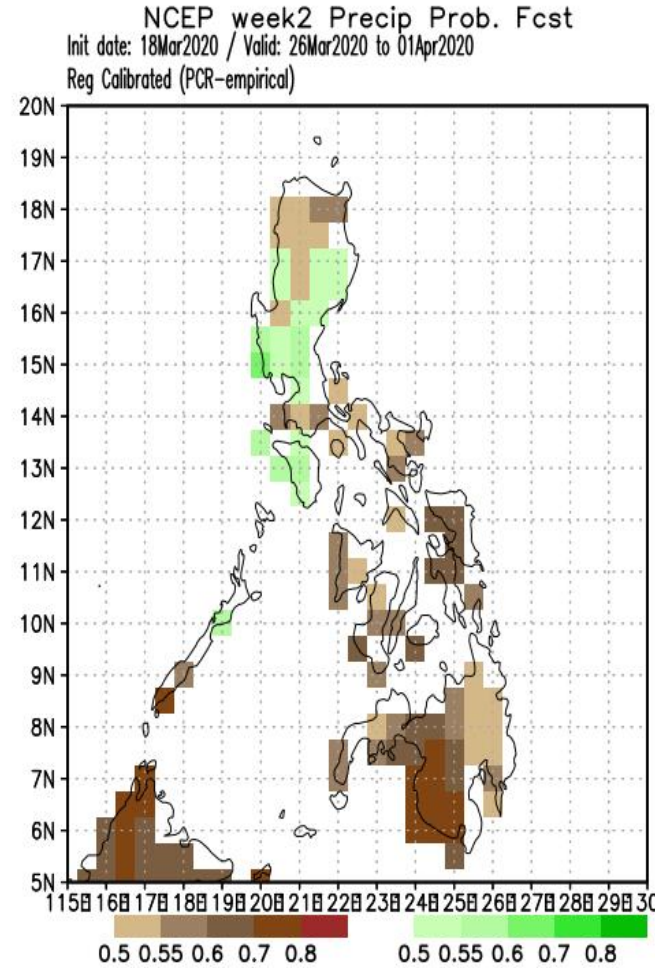 NCEP week2 Precip Prob. Fcst
Init date: 18Mar2020 / Valid: 26Mar2020 to 01Apr2020
Reg Calibrated (PCR-empirical)
20N
19N
18N
17N
16N
15N
14N
13N
12N
11N
10N
9N
8N
7N
6N
5N
0.5 0.55 0.6 0.7 0.8 0.5 0.55 0.6 0.7 0.8